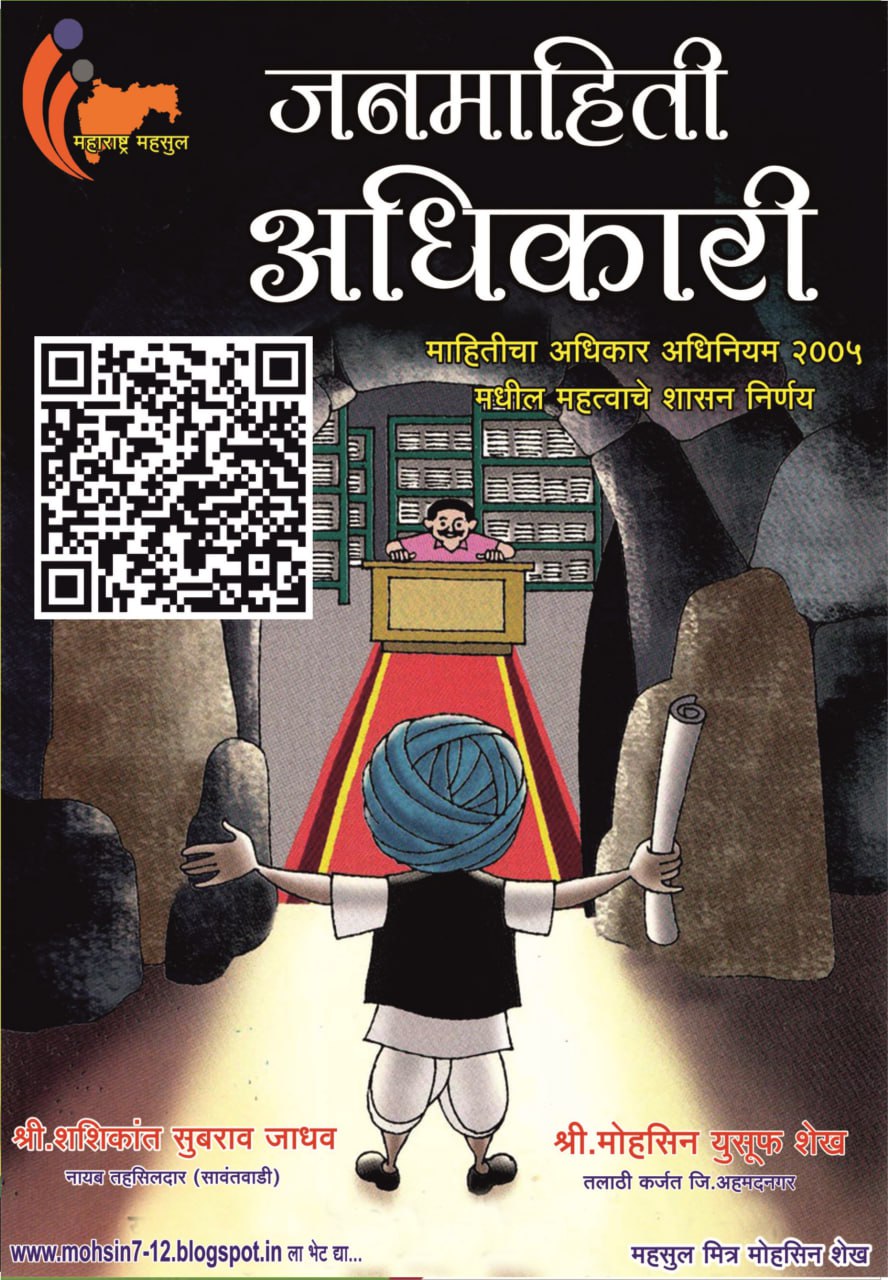 महाराष्ट्र महसुल
जनमाहिती
अधिकारी
माहितीचा अधिकार अधिनियम २००५
मधील महत्वाचे शासन निर्णय
श्री.शशिकांत सुबराव जाधव
नायब तहसिलदार (सावंतवाडी)
श्री.मोहसिन युसूफ शेख
तलाठी कर्जत जि.अहमदनगर
www.mohsin7-12.blogspot.in ला भेट द्या...
महसुल मित्र मोहसिन शेख